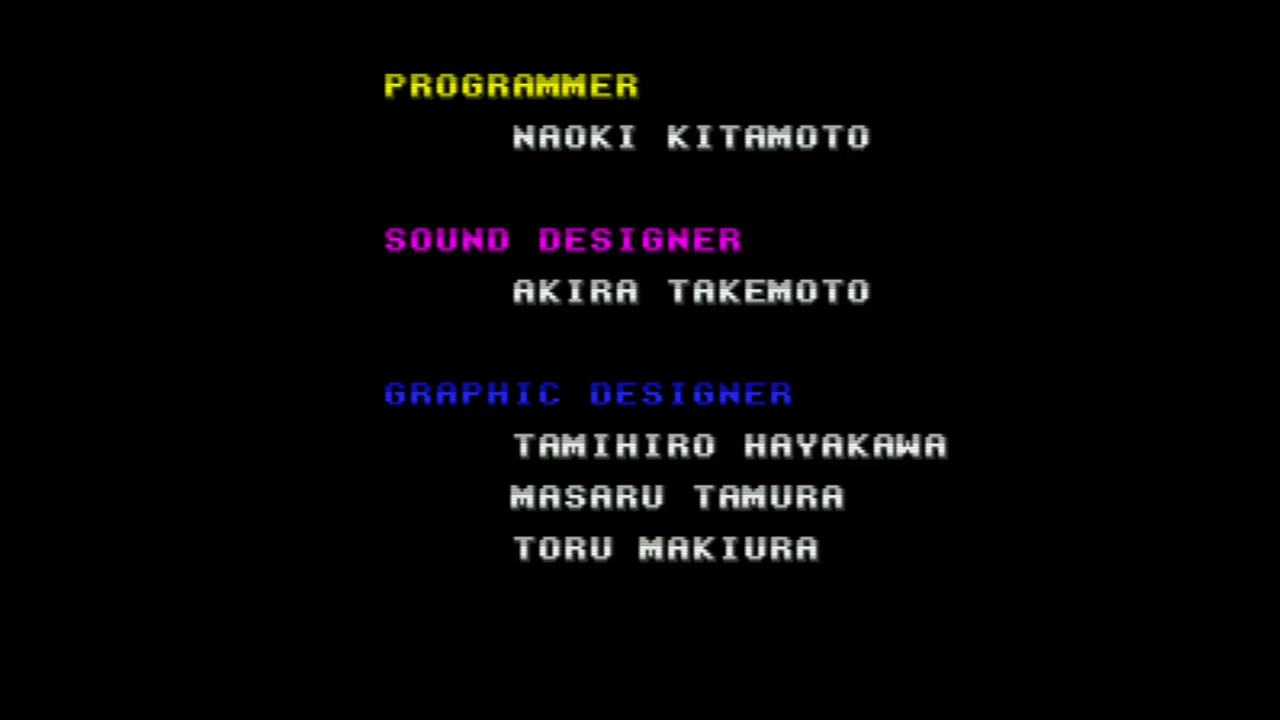 PROGRAMMER
NAOKI KITAMOTO
SOUND DESIGNER
AKIRA TAKEMOTO
GRAPHIC DESIGNER
TAMIHIRO HAYAKAWA
MASARU TAMURA
TORU MAKIURA